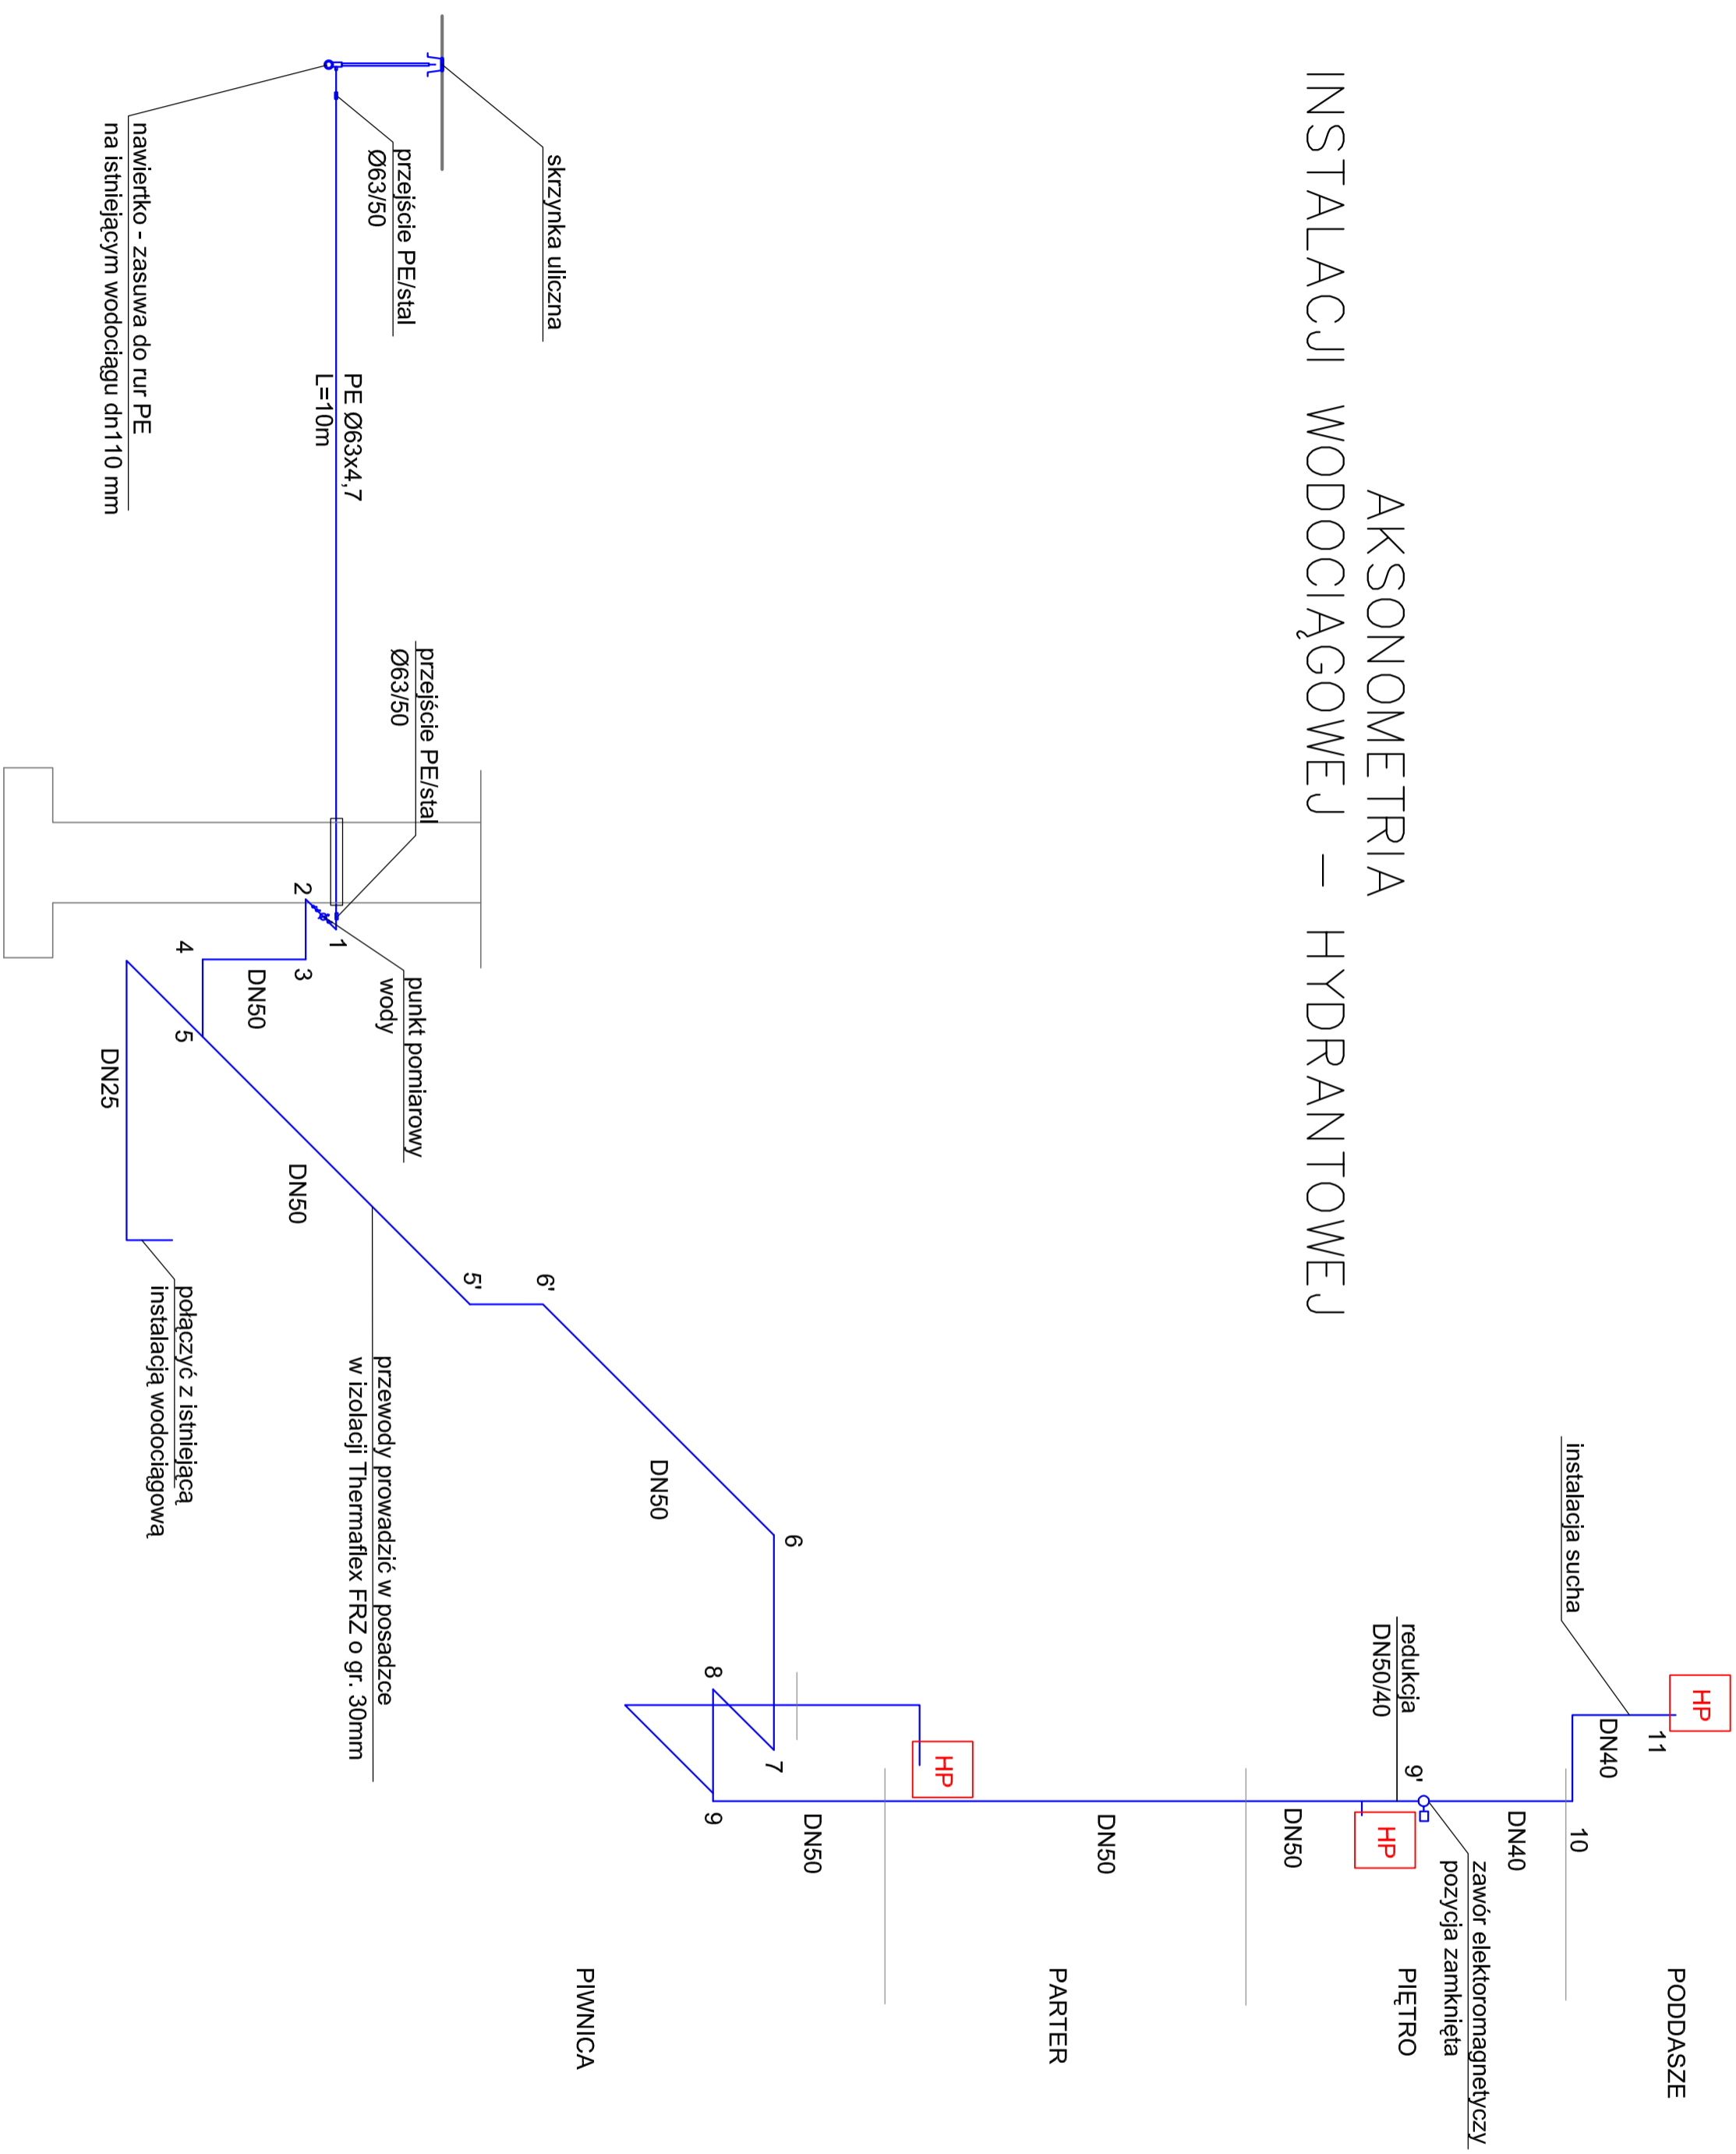 AKSONOMETRIA
INSTALACJI WODOCIĄGOWEJ – HYDRANTOWEJ
PODDASZE
HP
11
DN40
instalacja sucha
10
DN40
zawór elektoromagnetyczy
pozycja zamknięta
9'
redukcja
DN50/40
HP
PIĘTRO
DN50
DN50
PARTER
HP
DN50
6
7
8
9
DN50
PIWNICA
skrzynka uliczna
przejście PE/stal
Ø63/50
PE Ø63x4,7
L=10m
nawiertko - zasuwa do rur PE
na istniejącym wodociągu dn110 mm
przejście PE/stal
Ø63/50
1
2
3
punkt pomiarowy
wody
DN50
4
5
DN25
DN50
5'
6'
połączyć z istniejącą
instalacją wodociągową
przewody prowadzić w posadzce
w izolacji Thermaflex FRZ o gr. 30mm